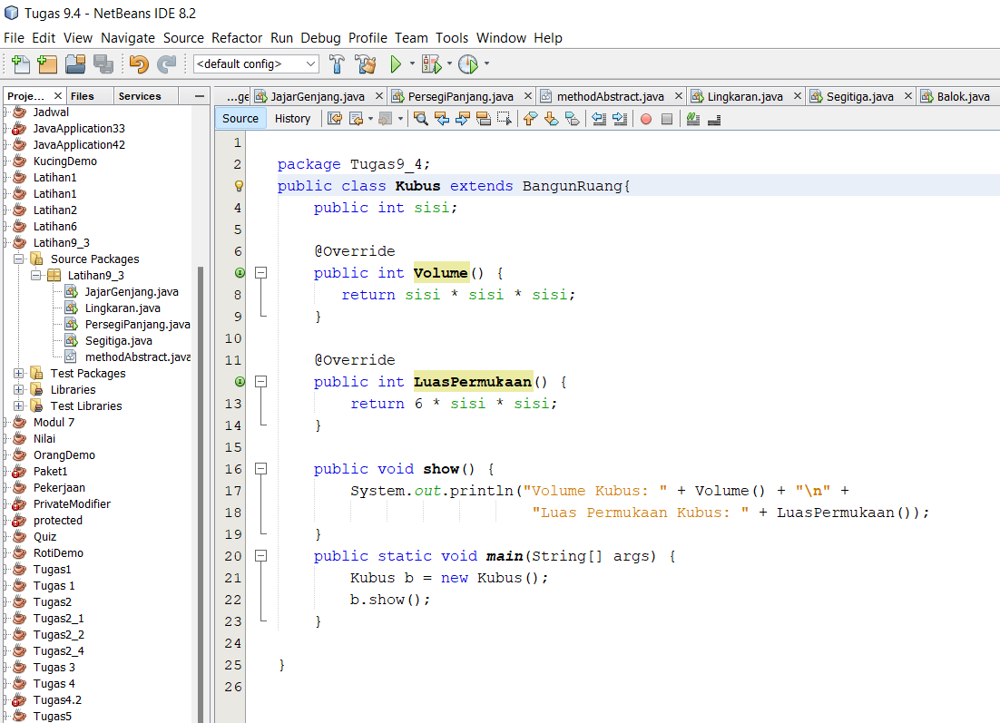 Tugas 9.4 - NetBeans IDE 8.2
File Edit View Navigate Source Refactor Run Debug Profile Team Tools Window Help
<default config>
Proje... Files Services
...ge JajarGenjang.java PersegiPanjang.java methodAbstract.java Lingkaran.java Segitiga.java Balok.java
Source History
Jadwal
JavaApplication33
JavaApplication42
KucingDemo
Latihan1
Latihan1
Latihan2
Latihan6
Latihan9_3
Source Packages
Latihan9_3
JajarGenjang.java
Lingkaran.java
PersegiPanjang.java
Segitiga.java
methodAbstract.java
Test Packages
Libraries
Test Libraries
Modul 7
Nilai
OrangDemo
Paket1
Pekerjaan
PrivateModifier
protected
Quiz
RotiDemo
Tugas1
Tugas 1
Tugas2
Tugas2_1
Tugas2_2
Tugas2_4
Tugas 3
Tugas 4
Tugas4.2
Tugas5
1
2 package Tugas9_4;
public class Kubus extends BangunRuang{
4 public int sisi;
5
6 @Override
public int Volume() {
8 return sisi * sisi * sisi;
9 }
10
11 @Override
public int LuasPermukaan() {
13 return 6 * sisi * sisi;
14 }
15
16 public void show() {
17 System.out.println("Volume Kubus: " + Volume() + "\n" +
18 "Luas Permukaan Kubus: " + LuasPermukaan());
19 }
20 public static void main(String[] args) {
21 Kubus b = new Kubus();
22 b.show();
23 }
24
25 }
26